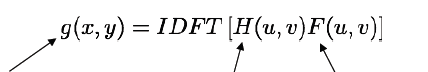 g(x, y) = IDFT [H(u, v)F(u, v)]